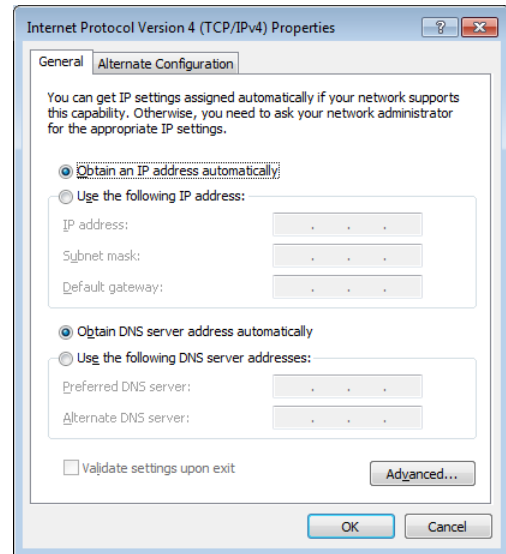 Internet Protocol Version 4 (TCP/IPv4) Properties
General
Alternate Configuration
You can get IP settings assigned automatically if your network supports
this capability. Otherwise, you need to ask your network administrator
for the appropriate IP settings.
Obtain an IP address automatically
Use the following IP address:
IP address:
Subnet mask:
Default gateway:
Obtain DNS server address automatically
Use the following DNS server addresses:
Preferred DNS server:
Alternate DNS server:
Validate settings upon exit
Advanced...
OK
Cancel